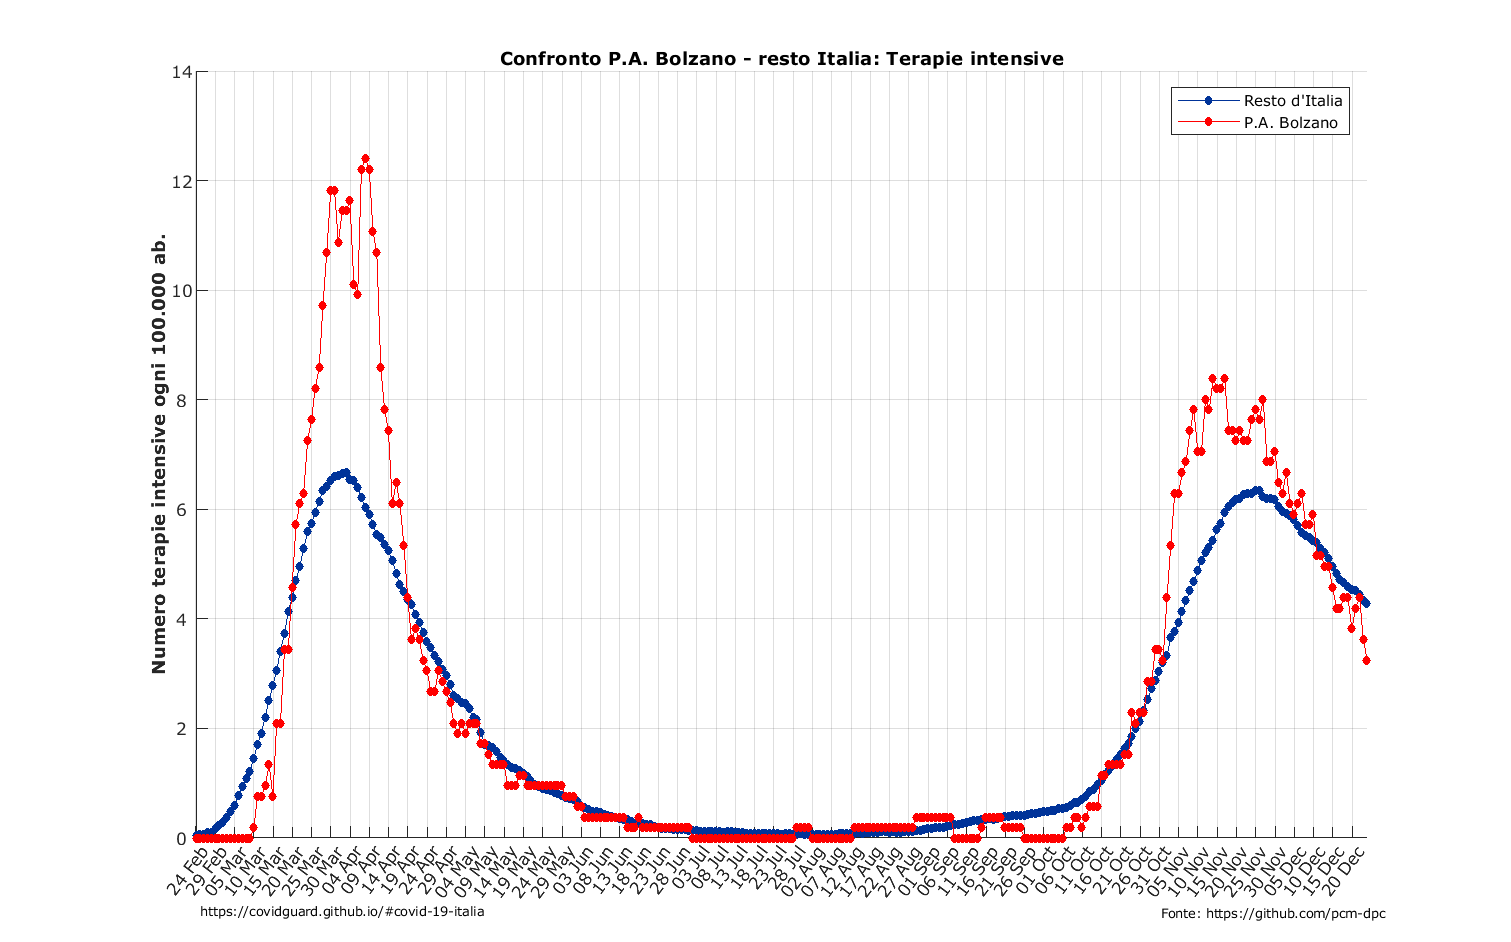 Confronto P.A. Bolzano - resto Italia: Terapie intensive
Resto d'Italia
P.A. Bolzano
Numero terapie intensive ogni 100.000 ab.
14
12
10
8
6
4
2
0
24 Feb
29 Feb
05 Mar
10 Mar
15 Mar
20 Mar
25 Mar
30 Mar
04 Apr
09 Apr
14 Apr
19 Apr
24 Apr
29 Apr
04 May
09 May
14 May
19 May
24 May
29 May
03 Jun
08 Jun
13 Jun
18 Jun
23 Jun
28 Jun
03 Jul
08 Jul
13 Jul
18 Jul
23 Jul
28 Jul
02 Aug
07 Aug
12 Aug
17 Aug
22 Aug
27 Aug
01 Sep
06 Sep
11 Sep
16 Sep
21 Sep
26 Sep
01 Oct
06 Oct
11 Oct
16 Oct
21 Oct
26 Oct
31 Oct
05 Nov
10 Nov
15 Nov
20 Nov
25 Nov
30 Nov
05 Dec
10 Dec
15 Dec
20 Dec
https://covidguard.github.io/#covid-19-italia
Fonte: https://github.com/pcm-dpc